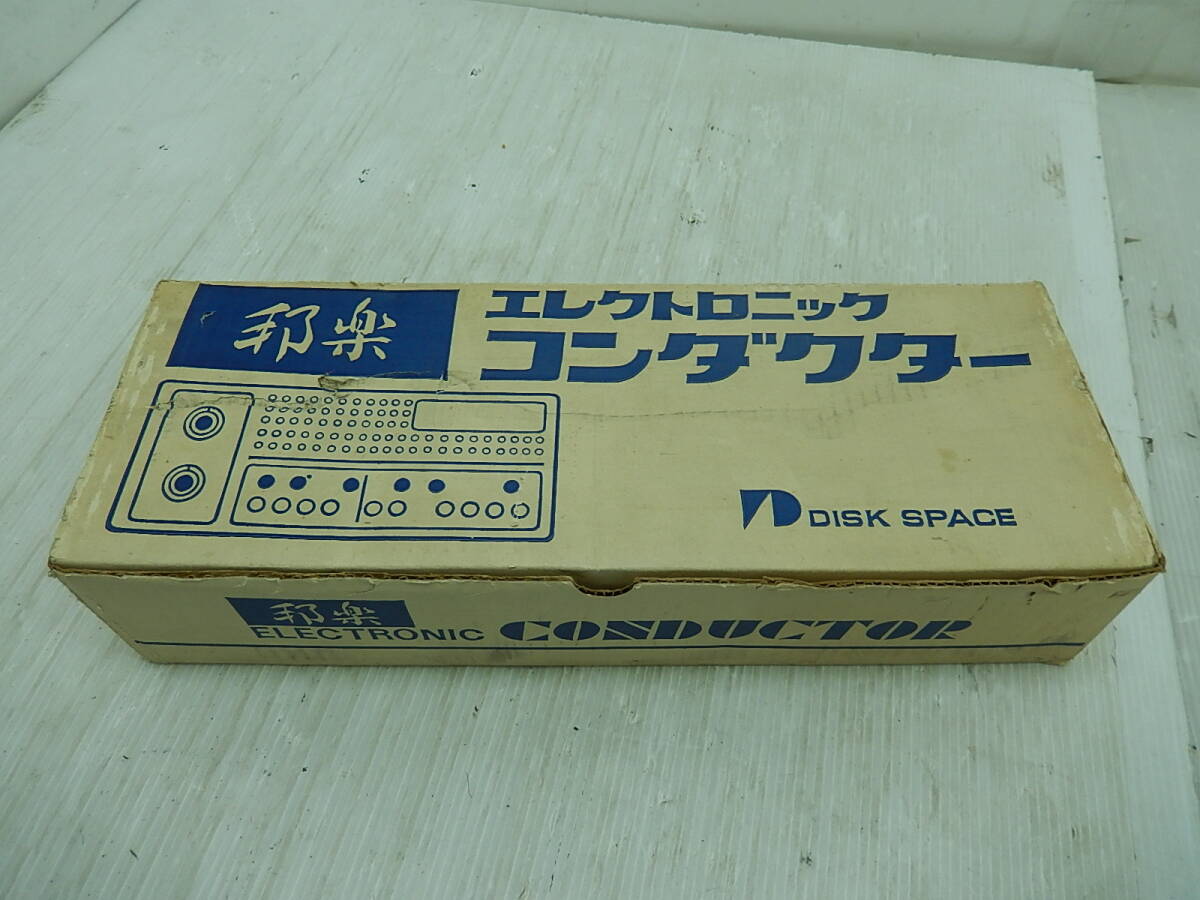 邦楽
エレクトロニック
コンダクター
DISK SPACE
邦楽
ELECTRONIC CONDUCTOR